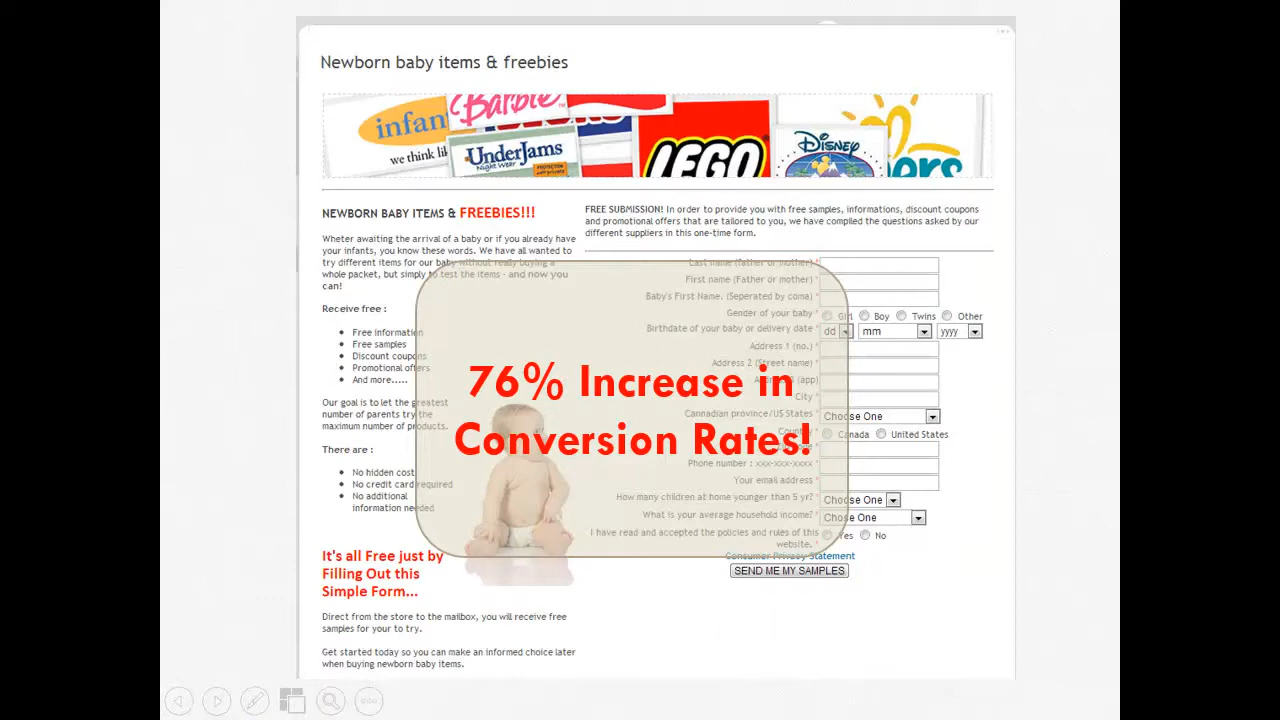 Newborn baby items & freebies
infan
we think li
Barbie
UnderJams
Night Wear
LEGO
DISNEY
ers
NEWBORN BABY ITEMS & FREEBIES!!!
Wheter awaiting the arrival of a baby or if you already have
your infants, you know these words. We have all wanted to
try different items for our baby without really buying a
whole packet, but simply to test the items - and now you
can!
Receive free :
• Free information
• Free samples
• Discount coupons
• Promotional offers
• And more.....
Our goal is to let the greatest
number of parents try the
maximum number of products.
There are :
• No hidden cost
• No credit card required
• No additional
information needed
It's all Free just by
Filling Out this
Simple Form...
Direct from the store to the mailbox, you will receive free
samples for your to try.
Get started today so you can make an informed choice later
when buying newborn baby items.
FREE SUBMISSION! In order to provide you with free samples, informations, discount coupons
and promotional offers that are tailored to you, we have compiled the questions asked by our
different suppliers in this one-time form.
Last name (father or mother) *
First name (Father or mother) *
Baby's First Name. (Seperated by coma) *
Gender of your baby * Girl Boy Twins Other
Birthdate of your baby or delivery date * dd mm yyyy
Address 1 (no.) *
Address 2 (Street name) *
(app)
City *
Cannadian province/US States * Choose One
Country * Canada United States
Phone number : xxx-xxx-xxxx *
Your email address *
How many children at home younger than 5 yr? * Choose One
What is your average household income? * Choose One
I have read and accepted the policies and rules of this
website. * Yes No
Consumer Privacy Statement
SEND ME MY SAMPLES
76% Increase in
Conversion Rates!